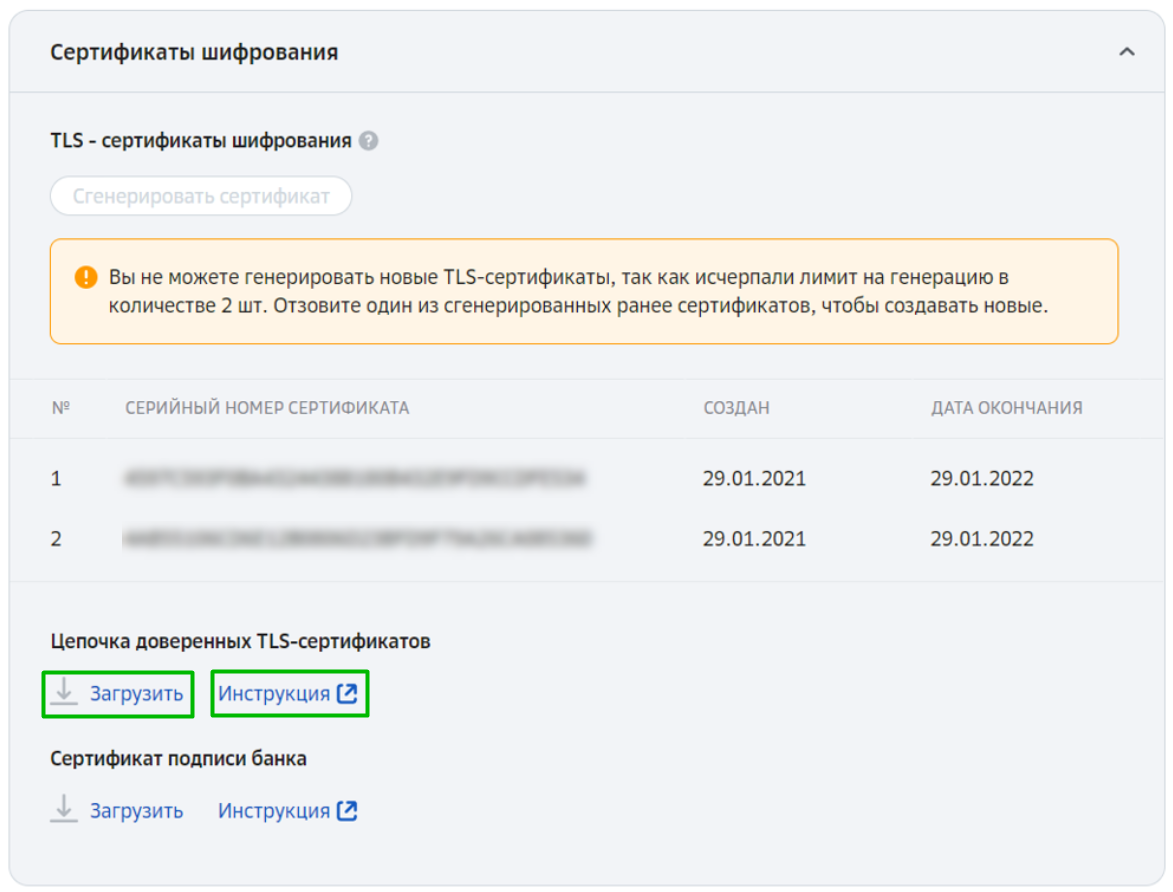 Сертификаты шифрования
TLS - сертификаты шифрования ?
Сгенерировать сертификат
Вы не можете генерировать новые TLS-сертификаты, так как исчерпали лимит на генерацию в
количестве 2 шт. Отзовите один из сгенерированных ранее сертификатов, чтобы создавать новые.
№ СЕРИЙНЫЙ НОМЕР СЕРТИФИКАТА СОЗДАН ДАТА ОКОНЧАНИЯ
1 29.01.2021 29.01.2022
2 29.01.2021 29.01.2022
Цепочка доверенных TLS-сертификатов
Загрузить Инструкция
Сертификат подписи банка
Загрузить Инструкция